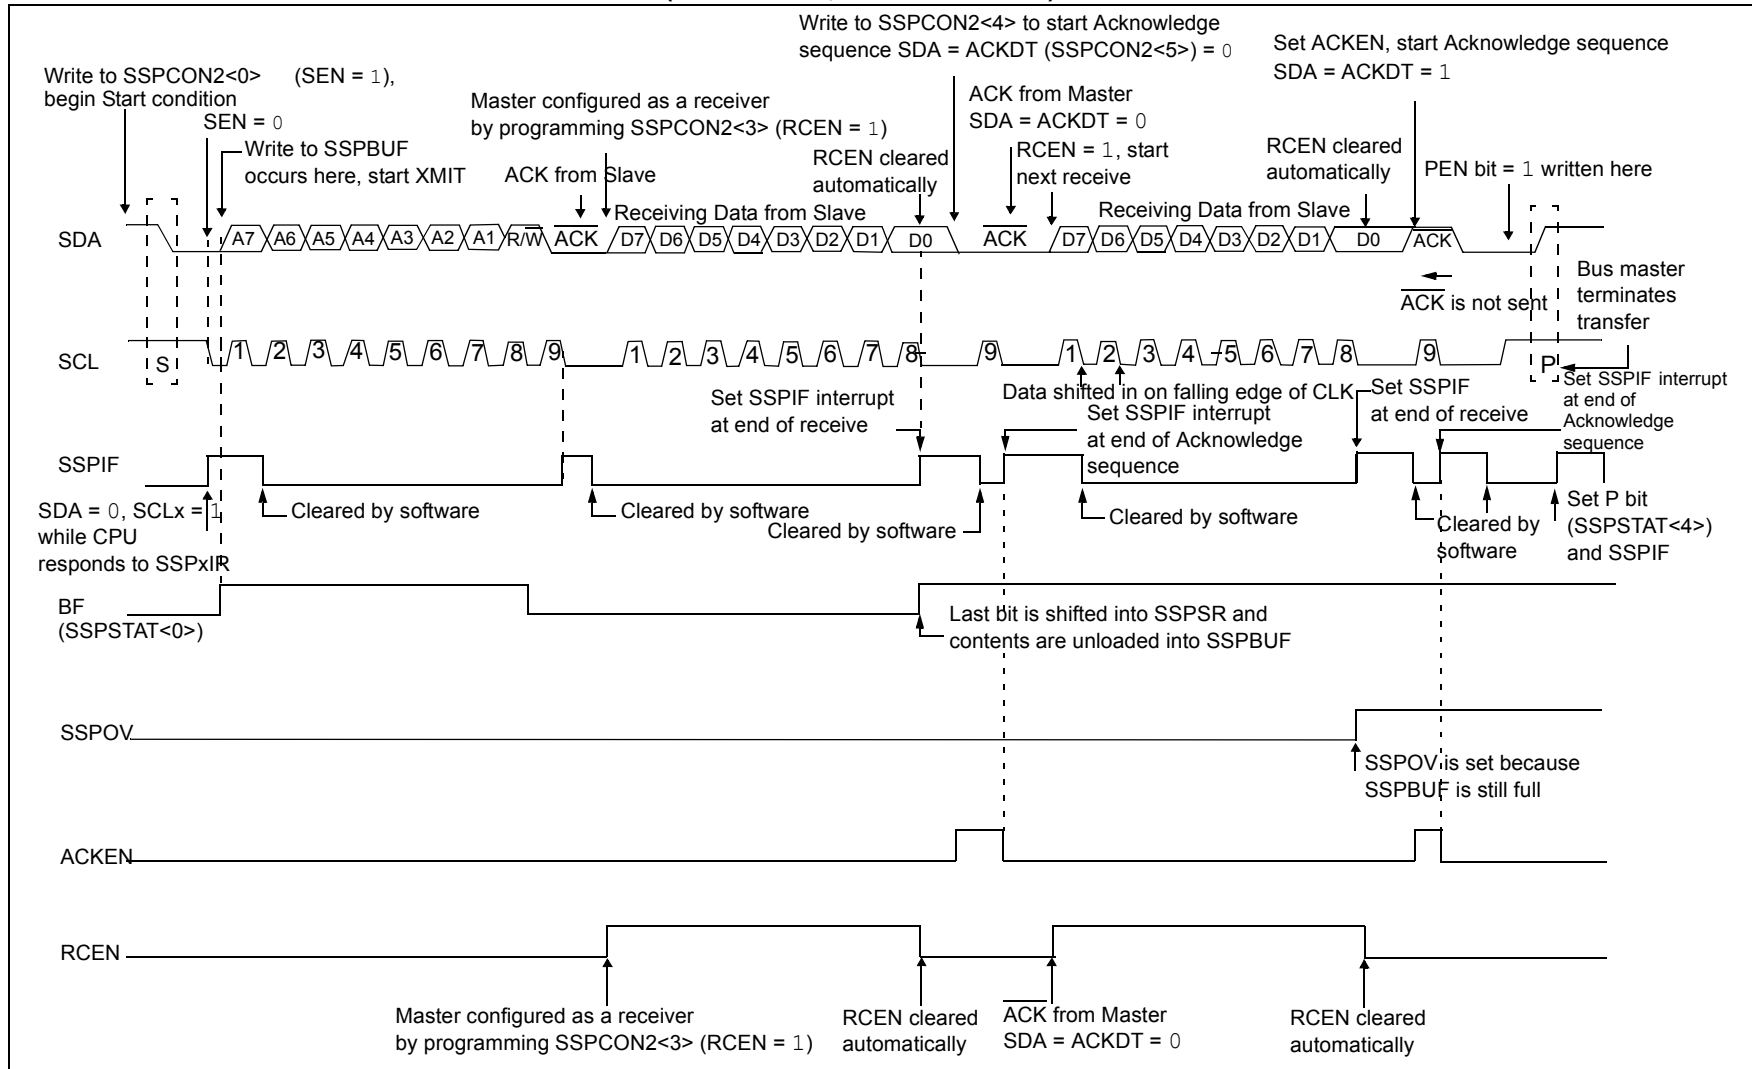 Write to SSPCON2<4> to start Acknowledge
sequence SDA = ACKDT (SSPCON2<5>) = 0
Set ACKEN, start Acknowledge sequence
SDA = ACKDT = 1
Write to SSPCON2<0> (SEN = 1),
begin Start condition
SEN = 0
Write to SSPBUF
occurs here, start XMIT
Master configured as a receiver
by programming SSPCON2<3> (RCEN = 1)
ACK from Slave
RCEN cleared
automatically
ACK from Master
SDA = ACKDT = 0
RCEN = 1, start
next receive
RCEN cleared
automatically
PEN bit = 1 written here
Receiving Data from Slave
Receiving Data from Slave
SDA A7 A6 A5 A4 A3 A2 A1 R/W ACK D7 D6 D5 D4 D3 D2 D1 D0 ACK D7 D6 D5 D4 D3 D2 D1 D0 ACK
ACK is not sent
Bus master
terminates
transfer
SCL S 1 2 3 4 5 6 7 8 9 1 2 3 4 5 6 7 8 9 1 2 3 4 5 6 7 8 9 P
Data shifted in on falling edge of CLK
Set SSPIF interrupt
at end of receive
Set SSPIF interrupt
at end of Acknowledge
sequence
Set SSPIF
at end of receive
Set SSPIF interrupt
at end of
Acknowledge
sequence
SSPIF
SDA = 0, SCLx = 1
while CPU
responds to SSPxIR
Cleared by software
Cleared by software
Cleared by software
Cleared by software
Cleared by
software
Set P bit
(SSPSTAT<4>)
and SSPIF
BF
(SSPSTAT<0>)
Last bit is shifted into SSPSR and
contents are unloaded into SSPBUF
SSPOV
SSPOV is set because
SSPBUF is still full
ACKEN
RCEN
Master configured as a receiver
by programming SSPCON2<3> (RCEN = 1)
RCEN cleared
automatically
ACK from Master
SDA = ACKDT = 0
RCEN cleared
automatically